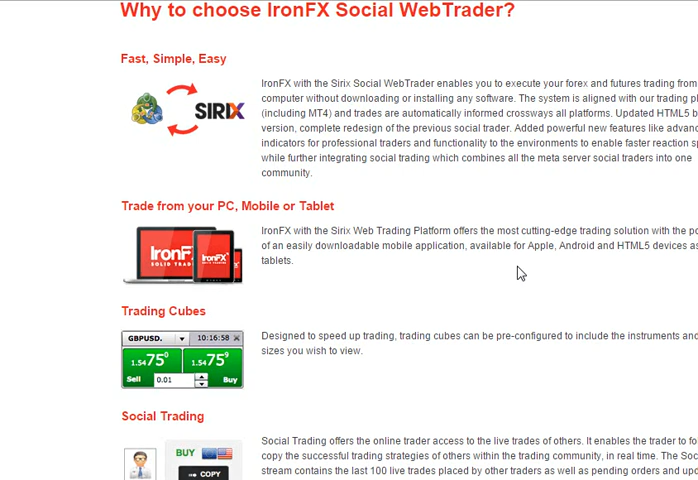 Why to choose IronFX Social WebTrader?
Fast, Simple, Easy
IronFX with the Sirix Social WebTrader enables you to execute your forex and futures trading from
computer without downloading or installing any software. The system is aligned with our trading
(including MT4) and trades are automatically informed crossways all platforms. Updated HTML5
version, complete redesign of the previous social trader. Added powerful new features like
indicators for professional traders and functionality to the environments to enable faster reaction
while further integrating social trading which combines all the meta server social traders into one
community.
SIRIX
Trade from your PC, Mobile or Tablet
IronFX with the Sirix Web Trading Platform offers the most cutting-edge trading solution with the
of an easily downloadable mobile application, available for Apple, Android and HTML5 devices
tablets.
IronFX
SOLID TRAD
IronFX
Trading Cubes
Designed to speed up trading, trading cubes can be pre-configured to include the instruments and
sizes you wish to view.
GBPUSD. 10:16:58
1.54 75 0 1.54 75 9
Sell 0.01 Buy
Social Trading
Social Trading offers the online trader access to the live trades of others. It enables the trader to
copy the successful trading strategies of others within the trading community, in real time. The
stream contains the last 100 live trades placed by other traders as well as pending orders and
BUY
COPY